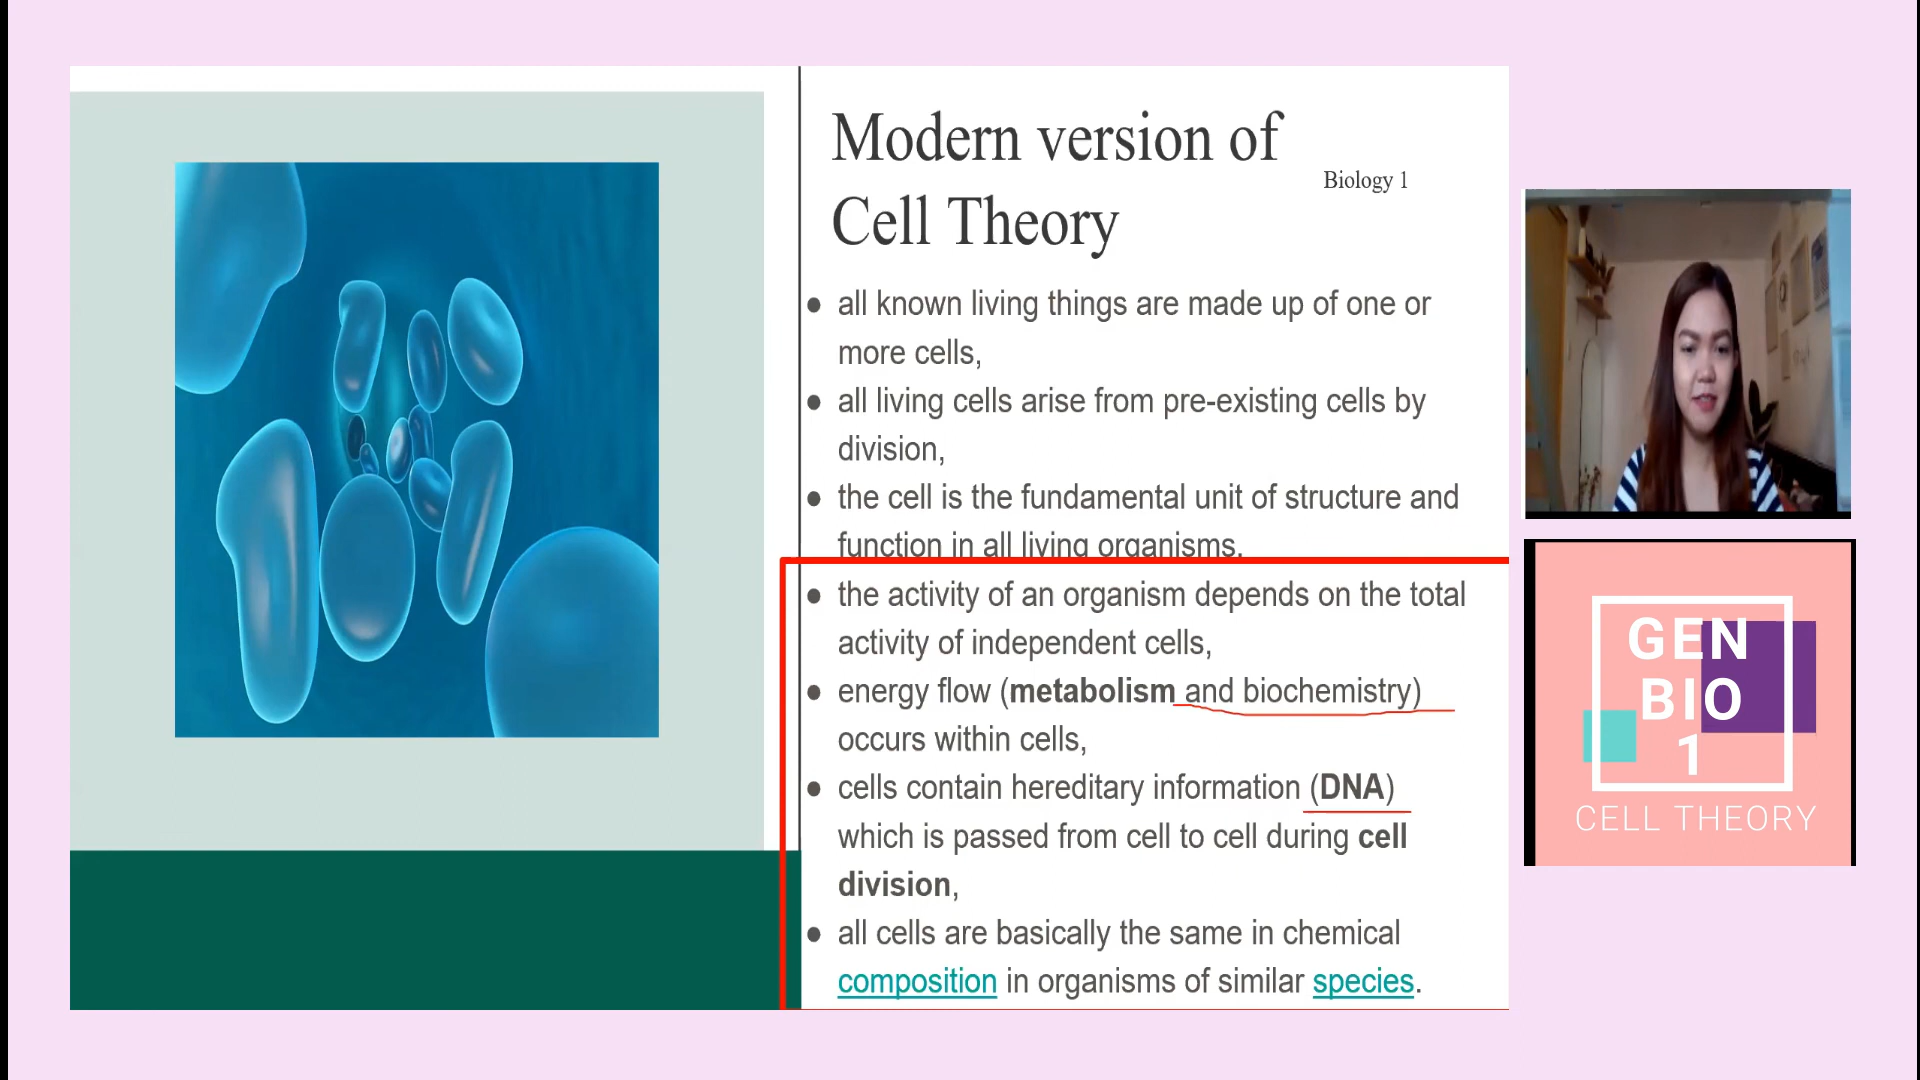 Modern version of
Cell Theory
Biology 1
● all known living things are made up of one or
more cells,
● all living cells arise from pre-existing cells by
division,
● the cell is the fundamental unit of structure and
function in all living organisms.
● the activity of an organism depends on the total
activity of independent cells,
● energy flow (metabolism and biochemistry)
occurs within cells,
● cells contain hereditary information (DNA)
which is passed from cell to cell during cell
division,
● all cells are basically the same in chemical
composition in organisms of similar species.
GEN
BIO
1
CELL THEORY